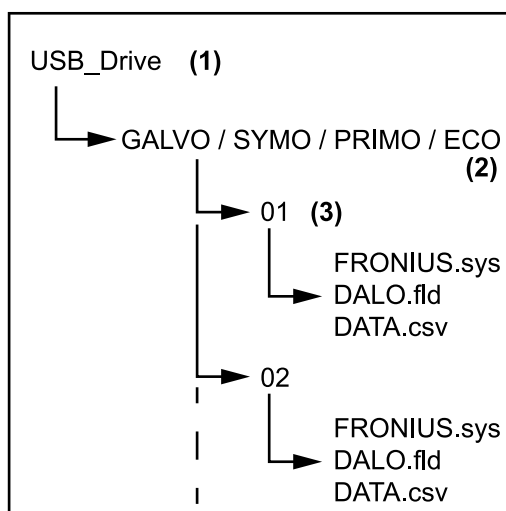 USB_Drive (1)
GALVO / SYMO / PRIMO / ECO
(2)
01 (3)
FRONIUS.sys
DALO.fld
DATA.csv
02
FRONIUS.sys
DALO.fld
DATA.csv